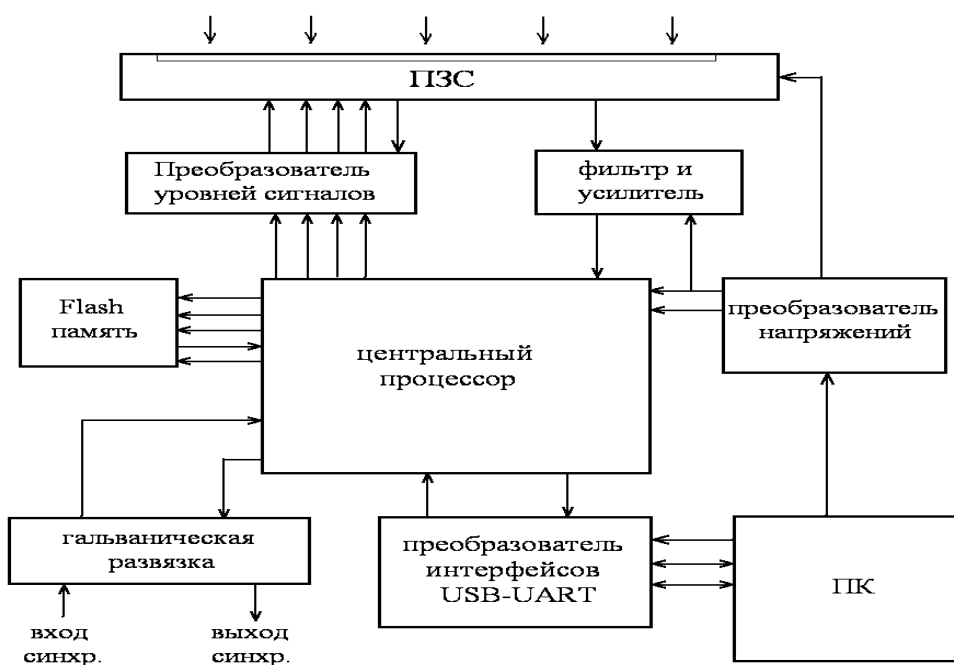 ПЗС
Преобразователь
уровней сигналов
фильтр и
усилитель
Flash
память
центральный
процессор
преобразователь
напряжений
гальваническая
развязка
преобразователь
интерфейсов
USB-UART
ПК
вход
синхр.
выход
синхр.